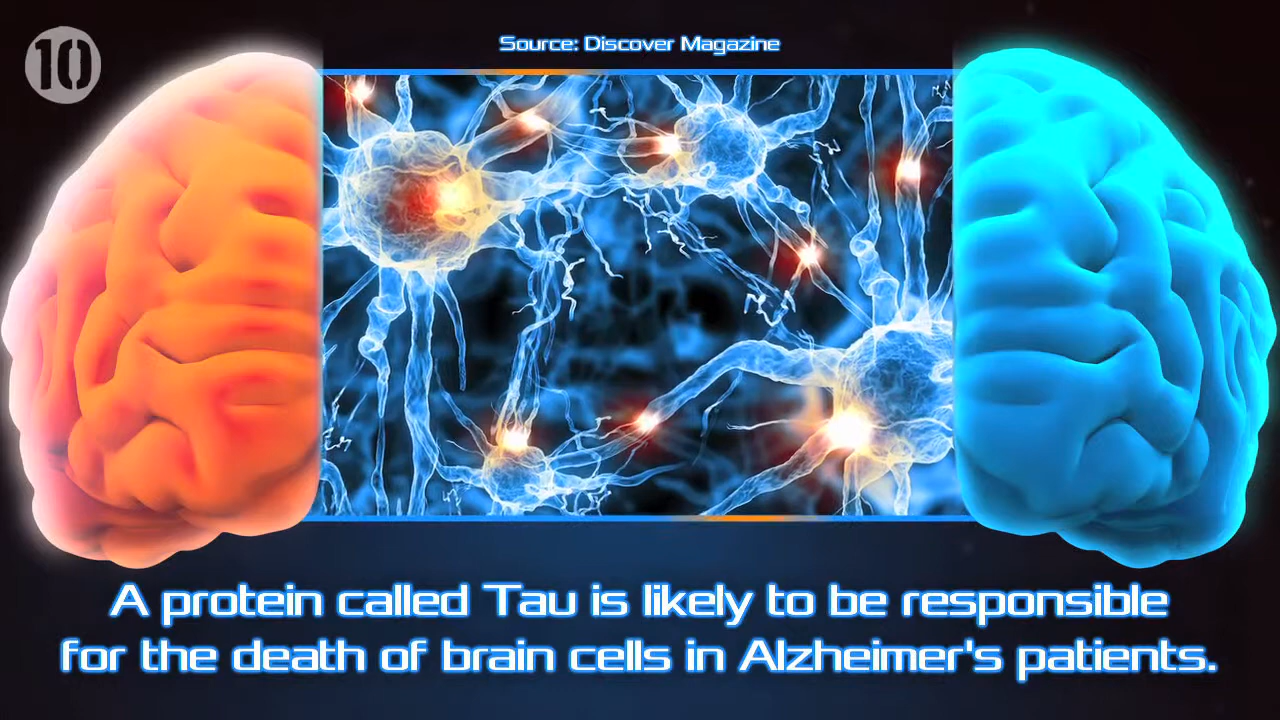 10
Source: Discover Magazine
A protein called Tau is likely to be responsible
for the death of brain cells in Alzheimer's patients.